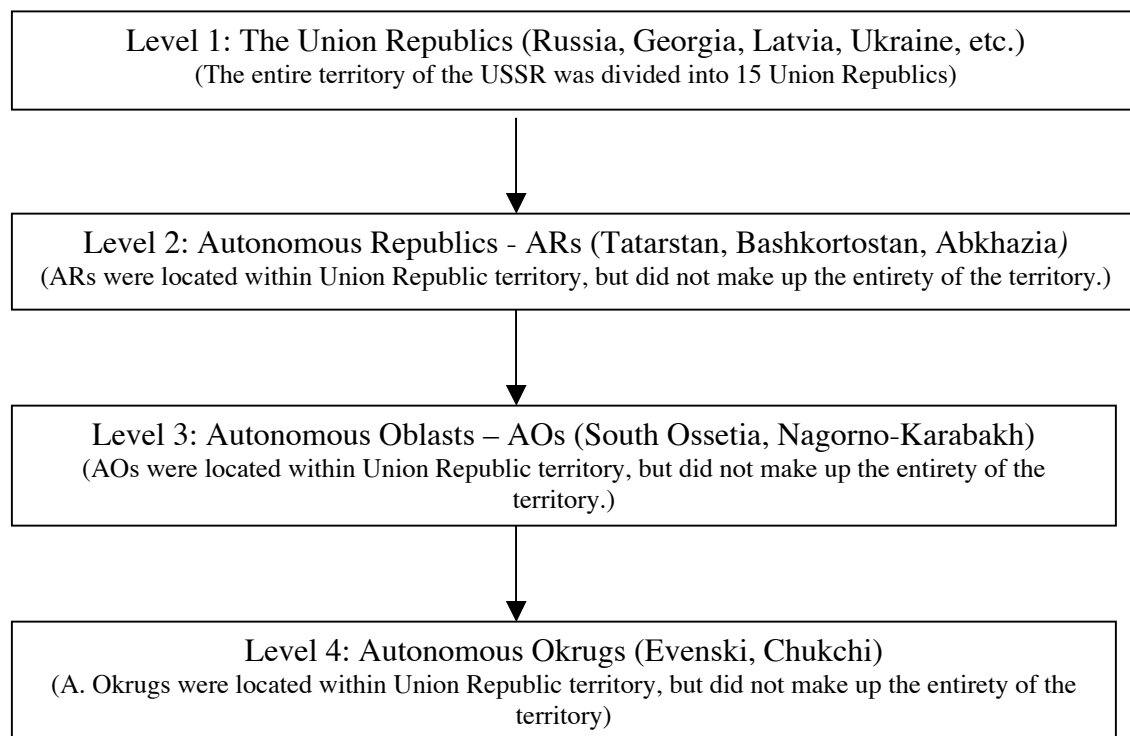 Level 1: The Union Republics (Russia, Georgia, Latvia, Ukraine, etc.)
(The entire territory of the USSR was divided into 15 Union Republics)
Level 2: Autonomous Republics - ARs (Tatarstan, Bashkortostan, Abkhazia)
(ARs were located within Union Republic territory, but did not make up the entirety of the territory.)
Level 3: Autonomous Oblasts – AOs (South Ossetia, Nagorno-Karabakh)
(AOs were located within Union Republic territory, but did not make up the entirety of the
territory.)
Level 4: Autonomous Okrugs (Evenski, Chukchi)
(A. Okrugs were located within Union Republic territory, but did not make up the entirety of the
territory)